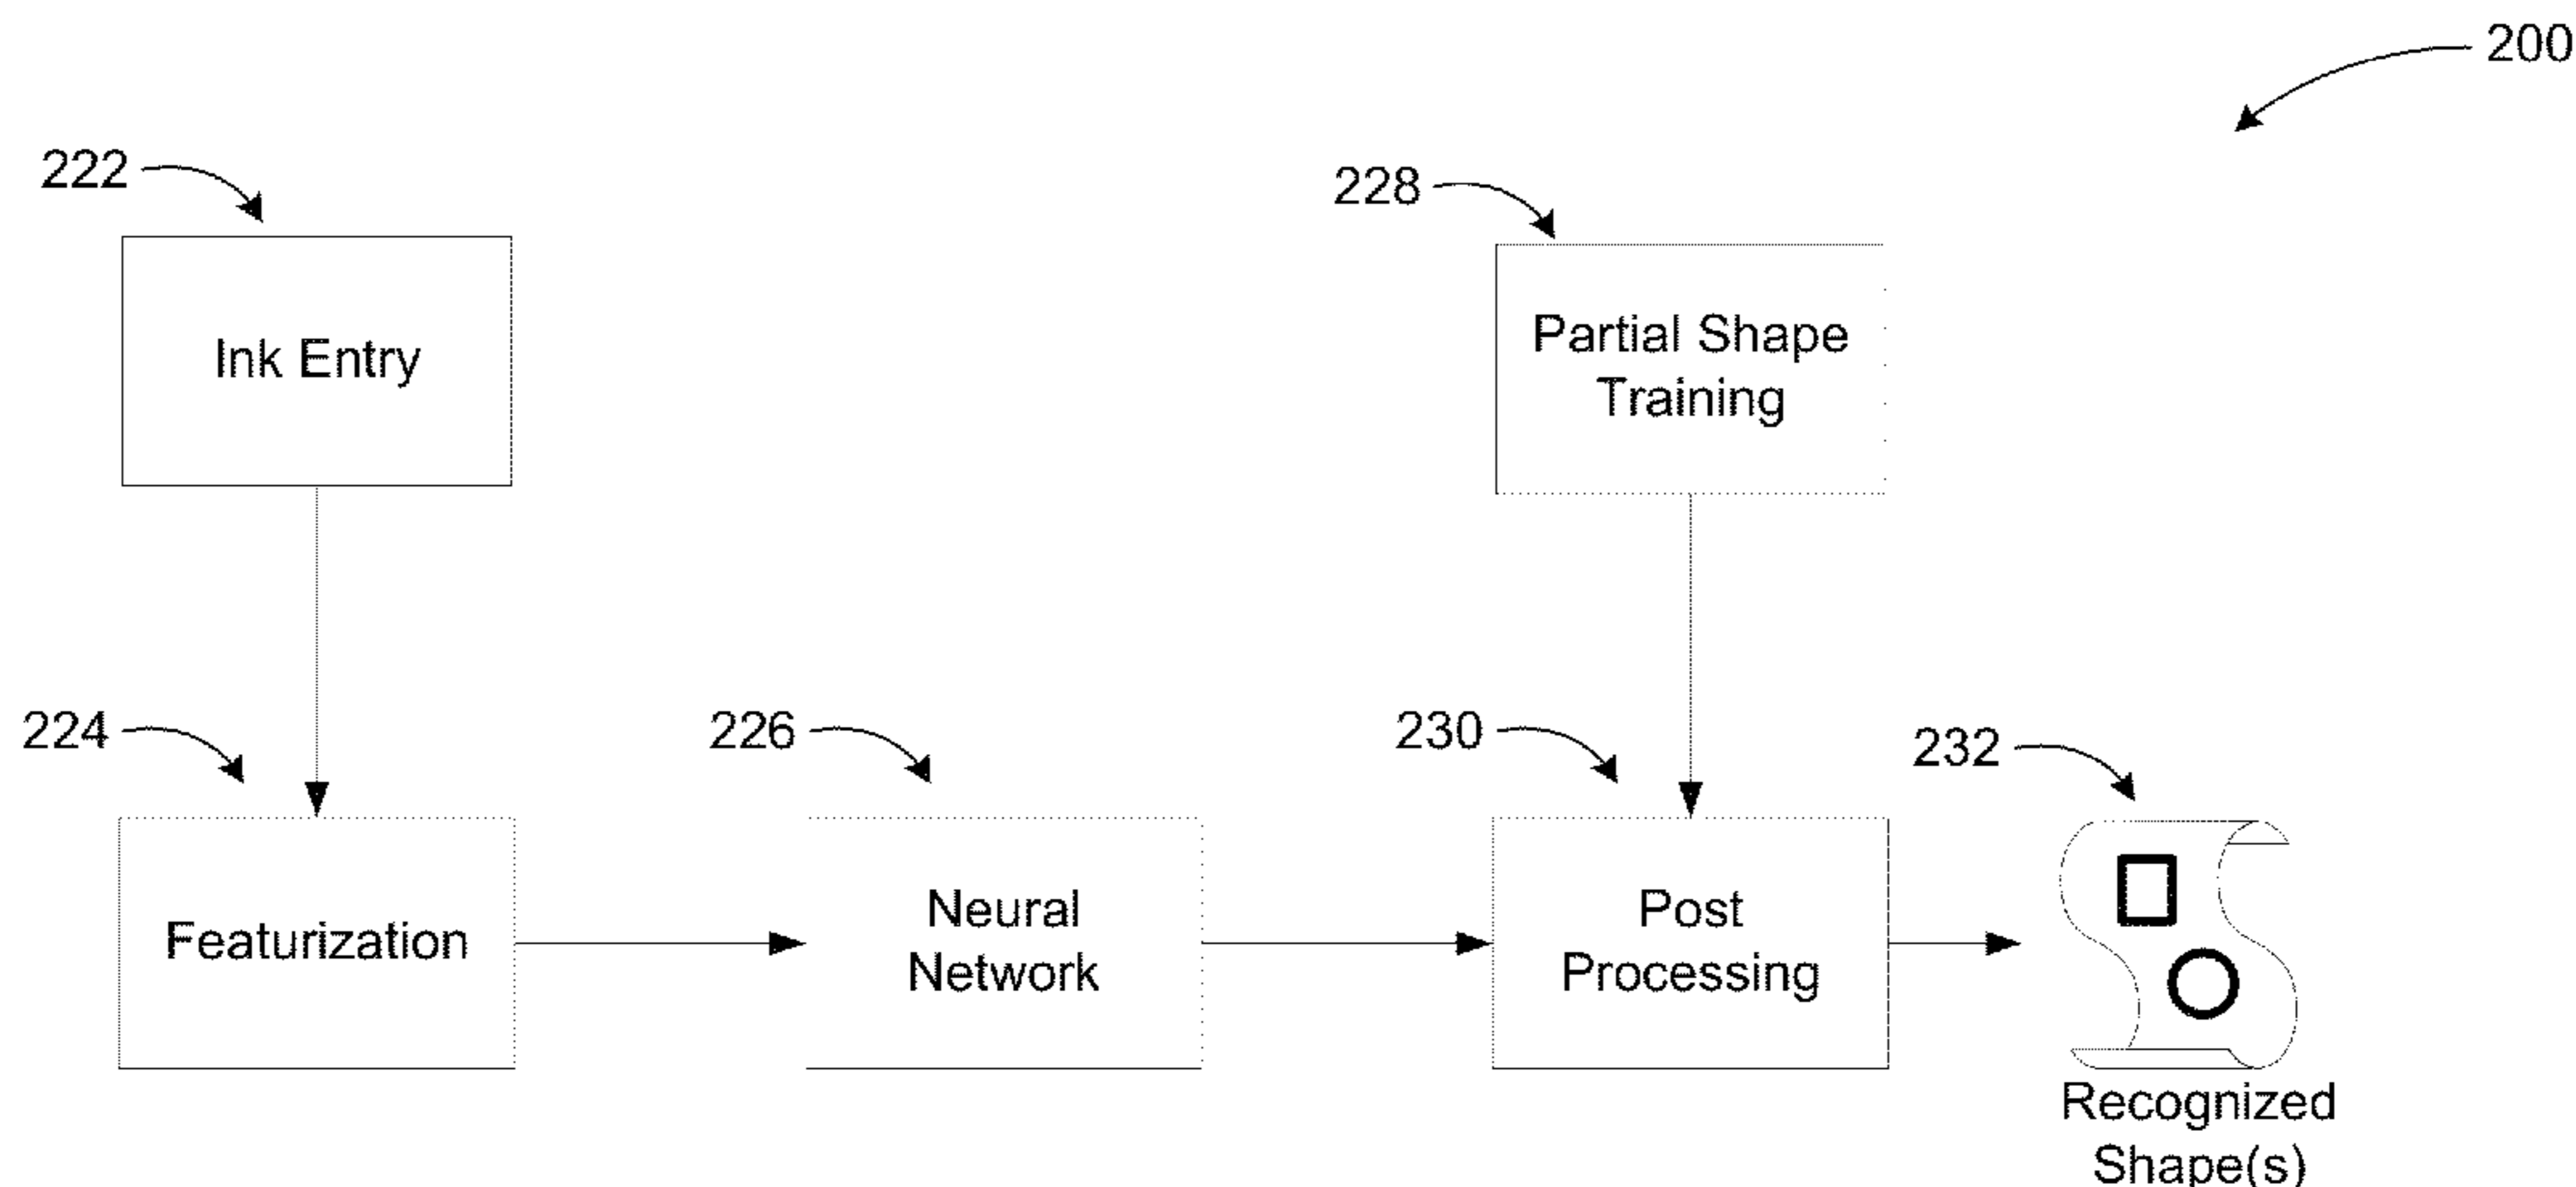 200
222
228
Ink Entry
Partial Shape
Training
224
226
230
232
Featurization
Neural
Network
Post
Processing
Recognized
Shape(s)